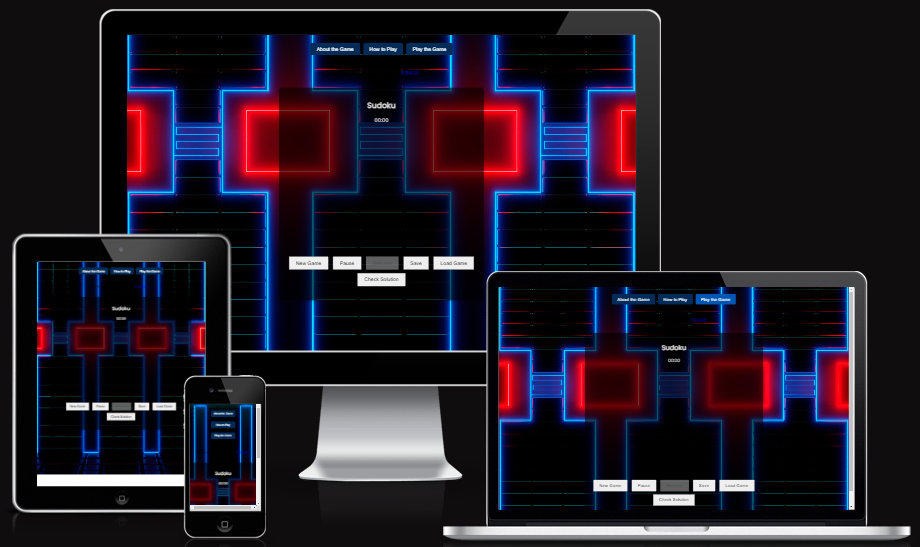 About the Game How to Play Play the Game
Sudoku
00:00
New Game Pause Save Load Game
Check Solution
About the Game How to Play Play the Game
Sudoku
00:00
New Game Pause Save Load Game
Check Solution
About the Game How to Play Play the Game
Sudoku
00:00
New Game Pause Save Load Game
Check Solution
About the Game
How to Play
Play the Game
Sudoku